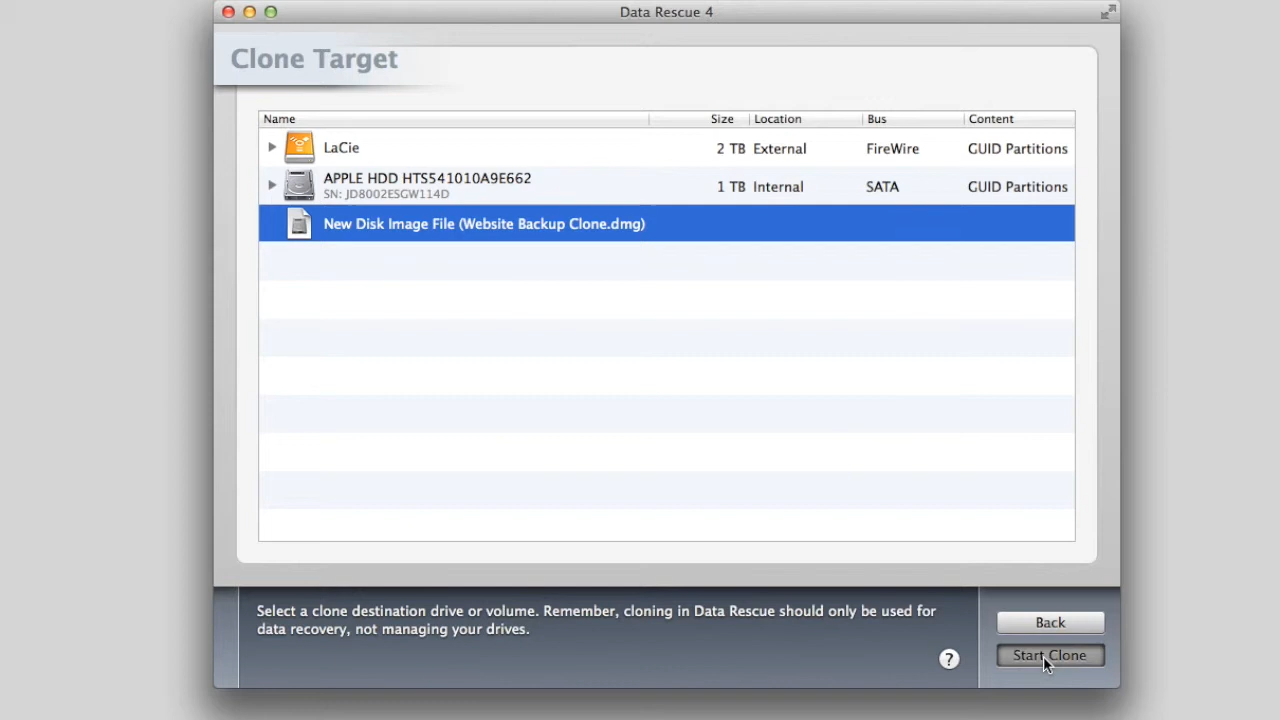 Data Rescue 4
Clone Target
Name Size Location Bus Content
LaCie 2 TB External FireWire GUID Partitions
APPLE HDD HTS541010A9E662 1 TB Internal SATA GUID Partitions
SN: JD8002ESGW114D
New Disk Image File (Website Backup Clone.dmg)
Select a clone destination drive or volume. Remember, cloning in Data Rescue should only be used for
data recovery, not managing your drives.
?
Back
Start Clone